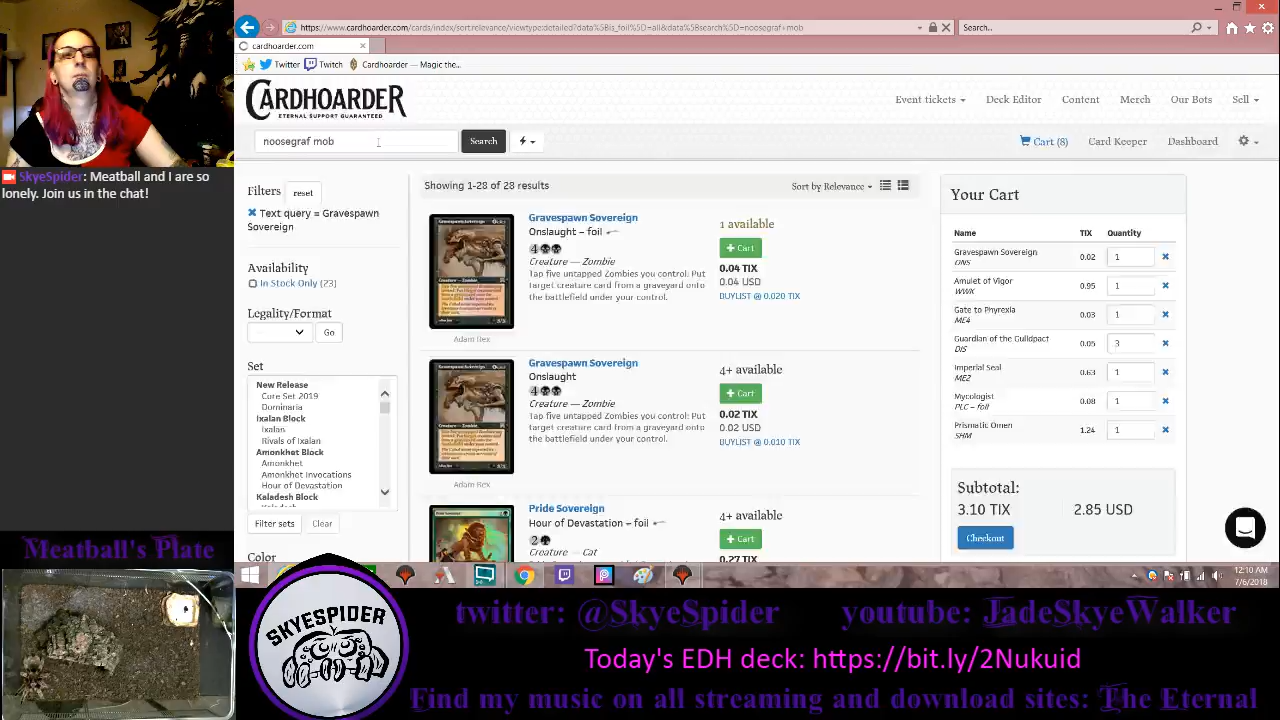 https://www.cardhoarder.com/cards/index/sort:relevance/viewtype:detailed?data%5Bis_foil%5D=all&data%5Bsearch%5D=noosegraf+mob
Search...
cardhoarder.com
Twitter
Twitch
Cardhoarder — Magic the...
CARDHOARDER
ETERNAL SUPPORT GUARANTEED
Event tickets
Deck Editor
Content
Merch
Our Bots
Sell
noosegraf mob
Search
Cart (8)
Card Keeper
Dashboard
SkyeSpider: Meatball and I are so
lonely. Join us in the chat!
Filters
reset
Text query = Gravespawn
Sovereign
Availability
In Stock Only (23)
Legality/Format
Go
Set
New Release
Core Set 2019
Dominaria
Ixalan Block
Ixalan
Rivals of Ixalan
Amonkhet Block
Amonkhet
Amonkhet Invocations
Hour of Devastation
Kaladesh Block
Kaladesh
Filter sets
Clear
Color
Showing 1-28 of 28 results
Sort by Relevance
Gravespawn Sovereign
Onslaught – foil
4
Creature — Zombie
Tap five untapped Zombies you control: Put
target creature card from a graveyard onto
the battlefield under your control.
Adam Rex
1 available
+ Cart
0.04 TIX
0.04 USD
BUYLIST @ 0.020 TIX
Gravespawn Sovereign
Onslaught
4
Creature — Zombie
Tap five untapped Zombies you control: Put
target creature card from a graveyard onto
the battlefield under your control.
Adam Rex
4+ available
+ Cart
0.02 TIX
0.02 USD
BUYLIST @ 0.010 TIX
Pride Sovereign
Hour of Devastation – foil
2
Creature — Cat
4+ available
+ Cart
0.27 TIX
Your Cart
Name TIX Quantity
Gravespawn Sovereign 0.02 1
ONS
Amulet of Vigor 0.95 1
WWK
Gate to Phyrexia 0.03 1
ME4
Guardian of the Guildpact 0.05 3
DIS
Imperial Seal 0.63 1
ME2
Mycologist 0.08 1
PLC – foil
Prismatic Omen 1.24 1
SHM
Subtotal:
3.10 TIX 2.85 USD
Checkout
12:10 AM
7/6/2018
Meatball's Plate
SKYESPIDER
twitter: @SkyeSpider youtube: JadeSkyeWalker
Today's EDH deck: https://bit.ly/2Nukuid
Find my music on all streaming and download sites: The Eternal